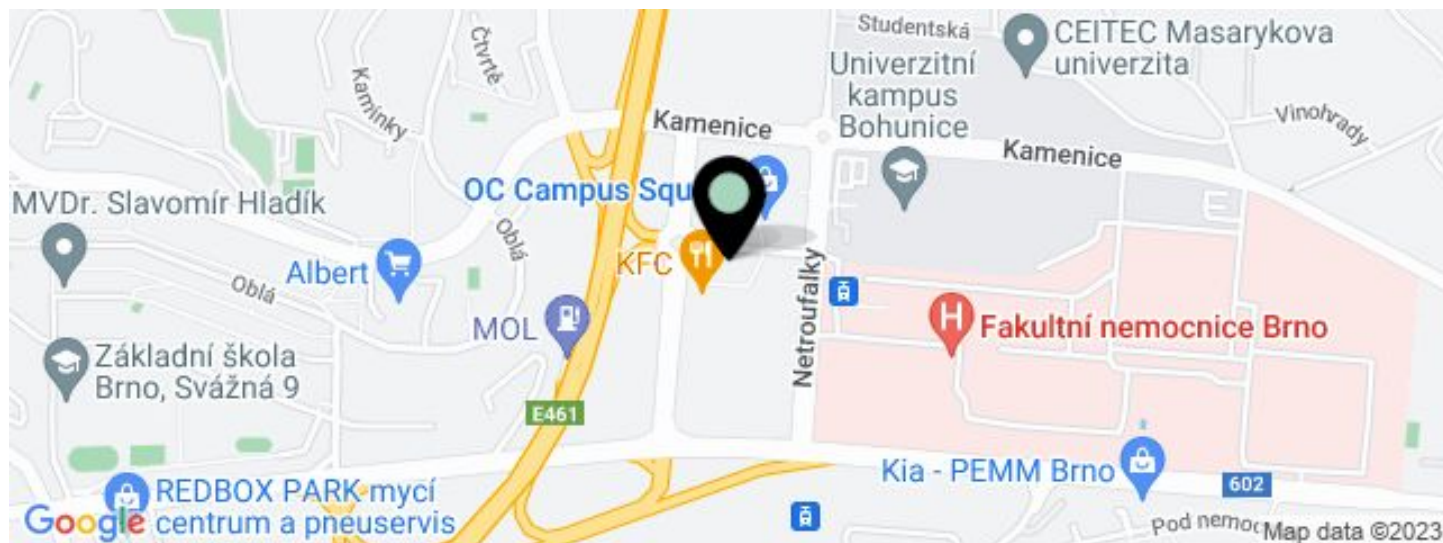 Studentská
CEITEC Masarykova
univerzita
Čtvrtě
Kamínky
Univerzitní
kampus
Bohunice
Vinohrady
Kamenice
Kamenice
MVDr. Slavomír Hladík
OC Campus Squ
Oblá
Albert
KFC
Netroufalky
Oblá
MOL
H
Fakultní nemocnice Brno
Základní škola
Brno, Svážná 9
E461
Kia - PEMM Brno
602
REDBOX PARK mycí
centrum a pneuservis
Google
Pod nemoc
Map data ©2023